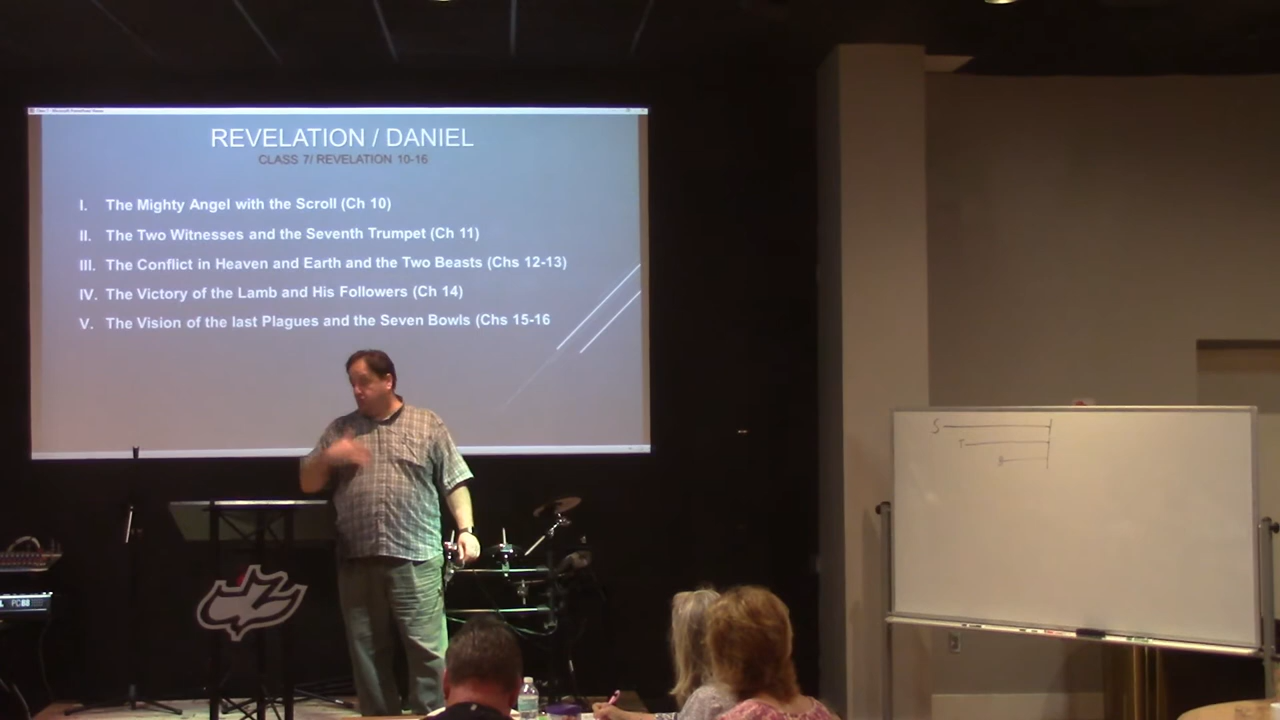 REVELATION / DANIEL
CLASS 7/ REVELATION 10-16
I. The Mighty Angel with the Scroll (Ch 10)
II. The Two Witnesses and the Seventh Trumpet (Ch 11)
III. The Conflict in Heaven and Earth and the Two Beasts (Chs 12-13)
IV. The Victory of the Lamb and His Followers (Ch 14)
V. The Vision of the last Plagues and the Seven Bowls (Chs 15-16
S
T
B
PC88